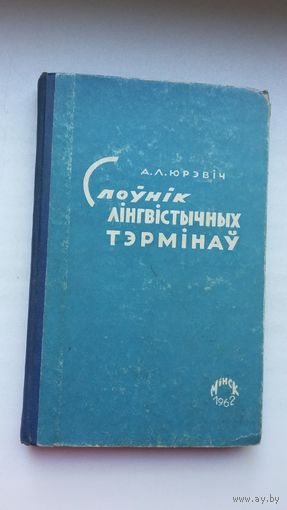 А.Л.ЮРЭВІЧ
Слоўнік
ЛІНГВІСТЫЧНЫХ
ТЭРМІНАЎ
МІНСК
1962
www.ay.by